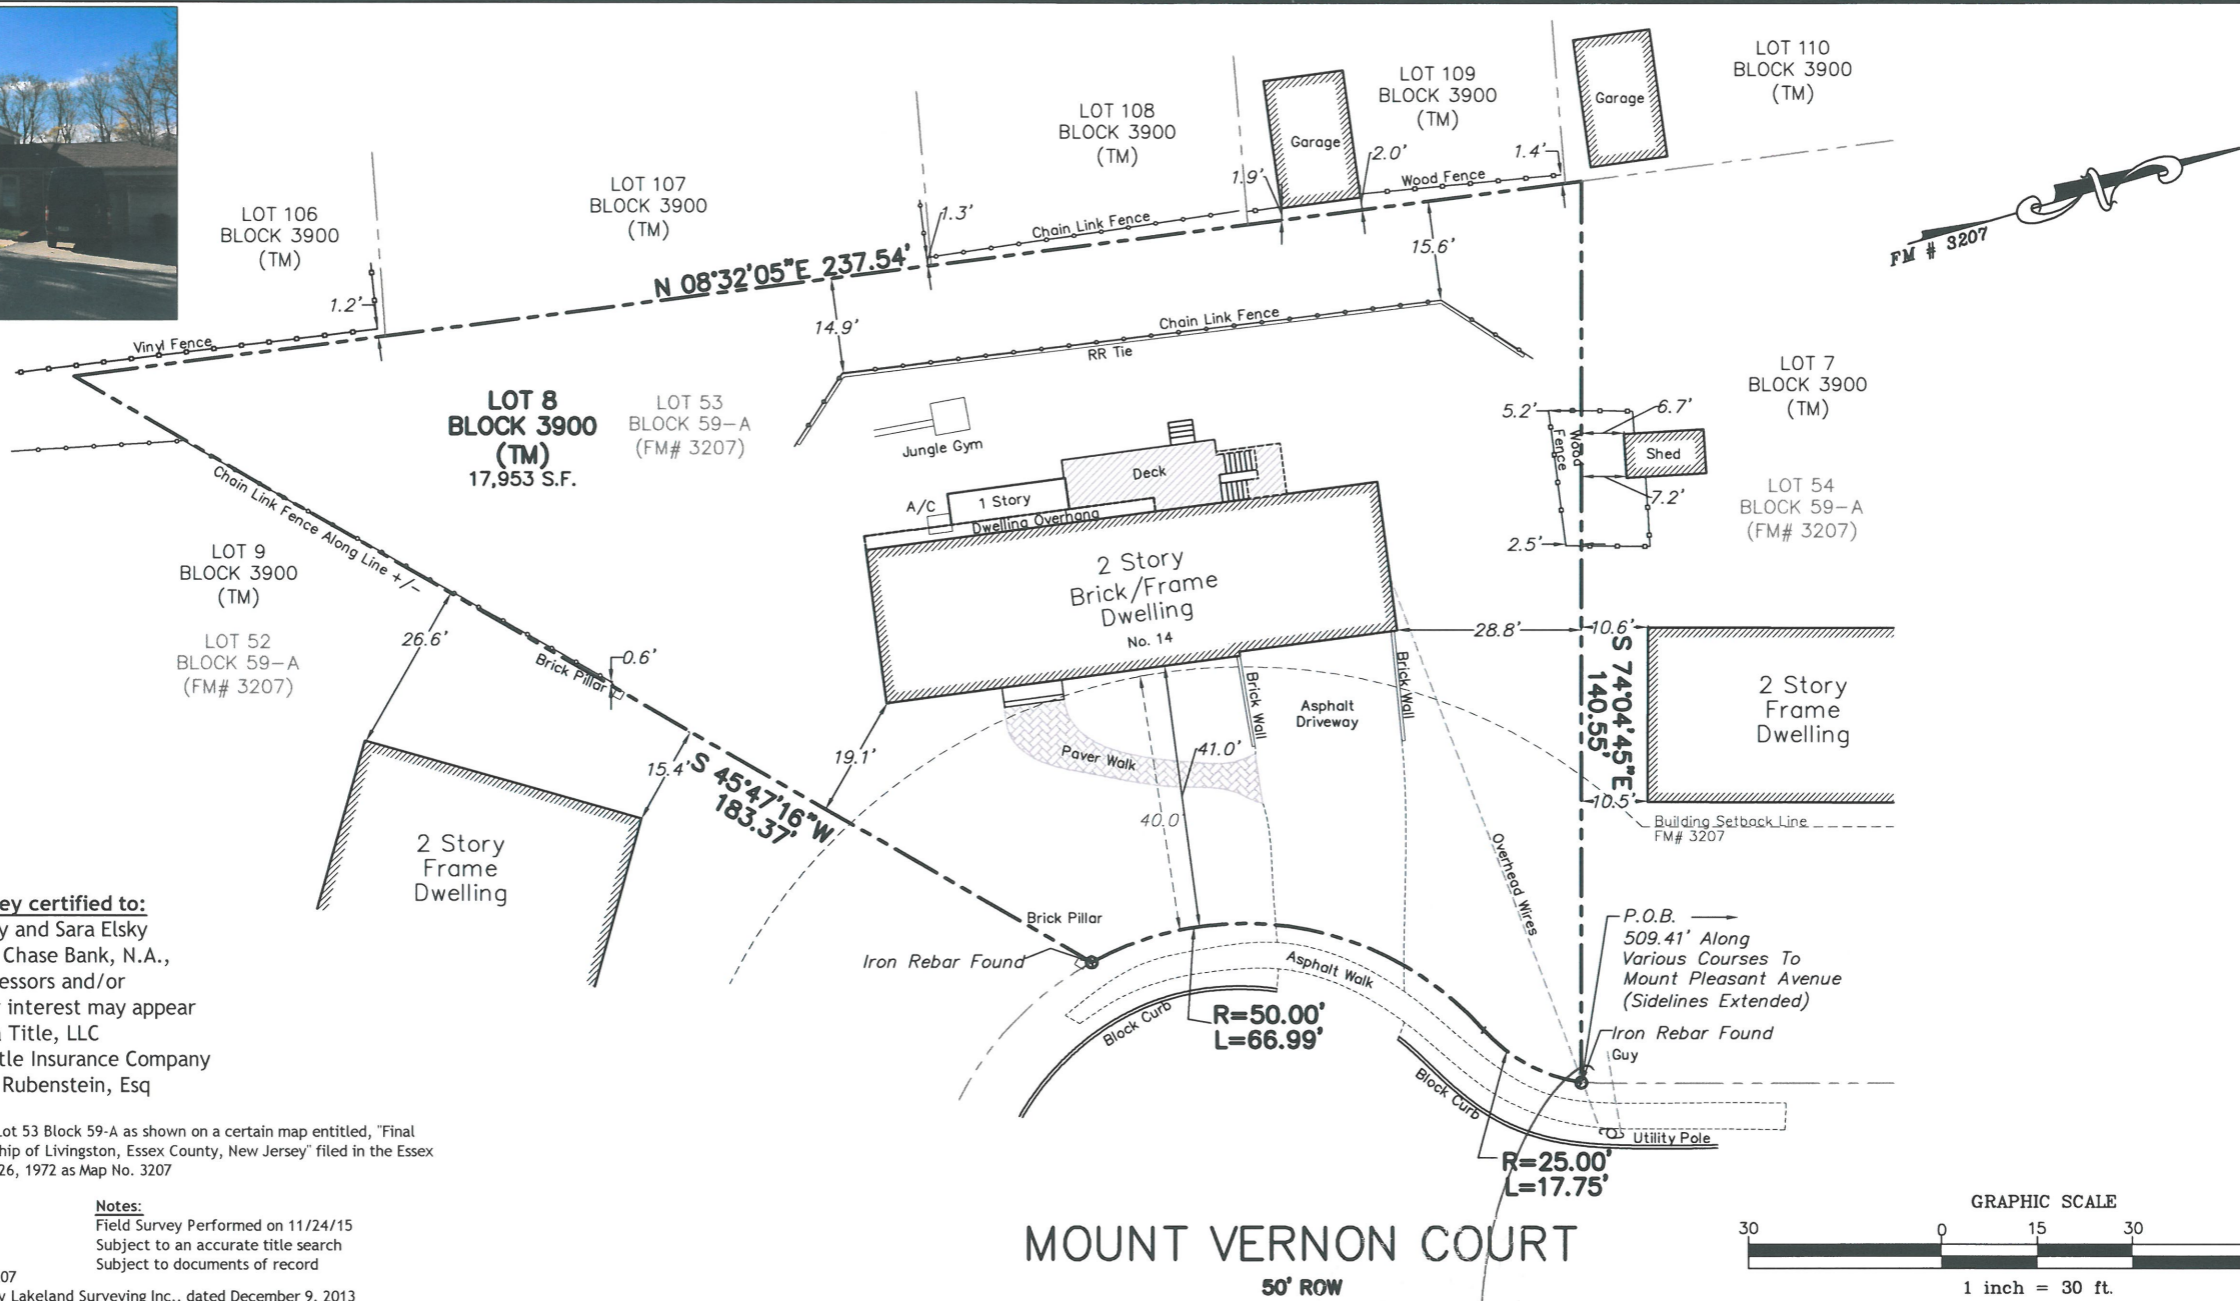 LOT 106
BLOCK 3900
(TM)
LOT 107
BLOCK 3900
(TM)
LOT 108
BLOCK 3900
(TM)
LOT 109
BLOCK 3900
(TM)
LOT 110
BLOCK 3900
(TM)
Garage
Garage
1.9'
2.0'
1.4'
Wood Fence
Chain Link Fence
1.3'
1.2'
Vinyl Fence
N 08°32'05"E 237.54'
14.9'
15.6'
Chain Link Fence
RR Tie
FM # 3207
LOT 8
BLOCK 3900
(TM)
17,953 S.F.
LOT 53
BLOCK 59-A
(FM# 3207)
Jungle Gym
Deck
A/C
1 Story
Dwelling Overhang
2 Story
Brick/Frame
Dwelling
No. 14
LOT 7
BLOCK 3900
(TM)
5.2'
6.7'
Wood
Fence
Shed
7.2'
2.5'
LOT 54
BLOCK 59-A
(FM# 3207)
Chain Link Fence Along Line +/-
LOT 9
BLOCK 3900
(TM)
LOT 52
BLOCK 59-A
(FM# 3207)
26.6'
Brick Pillar
0.6'
15.4'
S 45°47'16"W
183.37'
19.1'
2 Story
Frame
Dwelling
Paver Walk
Brick Wall
Asphalt
Driveway
Brick Wall
41.0'
40.0'
28.8'
10.6'
S 74°04'45"E
140.55'
10.5'
2 Story
Frame
Dwelling
Building Setback Line
FM# 3207
Overhead Wires
Brick Pillar
Iron Rebar Found
Asphalt Walk
Block Curb
R=50.00'
L=66.99'
Block Curb
P.O.B.
509.41' Along
Various Courses To
Mount Pleasant Avenue
(Sidelines Extended)
Iron Rebar Found
Guy
Utility Pole
R=25.00'
L=17.75'
MOUNT VERNON COURT
50' ROW
GRAPHIC SCALE
30 0 15 30
1 inch = 30 ft.
ey certified to:
y and Sara Elsky
Chase Bank, N.A.,
essors and/or
interest may appear
Title, LLC
tle Insurance Company
Rubenstein, Esq
ot 53 Block 59-A as shown on a certain map entitled, "Final
hip of Livingston, Essex County, New Jersey" filed in the Essex
26, 1972 as Map No. 3207
Notes:
Field Survey Performed on 11/24/15
Subject to an accurate title search
Subject to documents of record
07
y Lakeland Surveying Inc., dated December 9, 2013